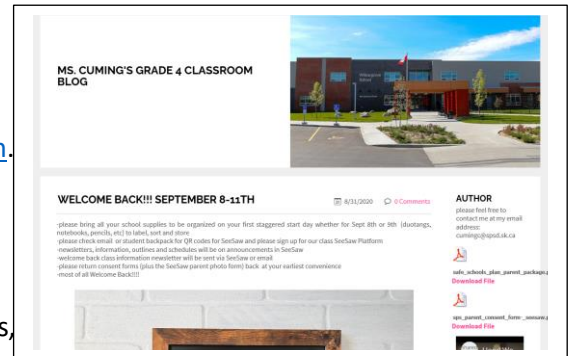 MS. CUMING'S GRADE 4 CLASSROOM
BLOG
WELCOME BACK!!! SEPTEMBER 8-11TH
8/31/2020
0 Comments
-please bring all your school supplies to be organized on your first staggered start day whether for Sept 8th or 9th (duotangs,
notebooks, pencils, etc) to label, sort and store
-please check email or student backpack for QR codes for SeeSaw and please sign up for our class SeeSaw Platform
-newsletters, information, outlines and schedules will be on announcements in SeeSaw
-welcome back class information newsletter will be sent via SeeSaw or email
-please return consent forms (plus the SeeSaw parent photo form) back at your earliest convenience
-most of all Welcome Back!!!!
AUTHOR
please feel free to
contact me at my email
address:
cumingc@spsd.sk.ca
safe_schools_plan_parent_package.p
Download File
sps_parent_consent_form-_seesaw.p
Download File